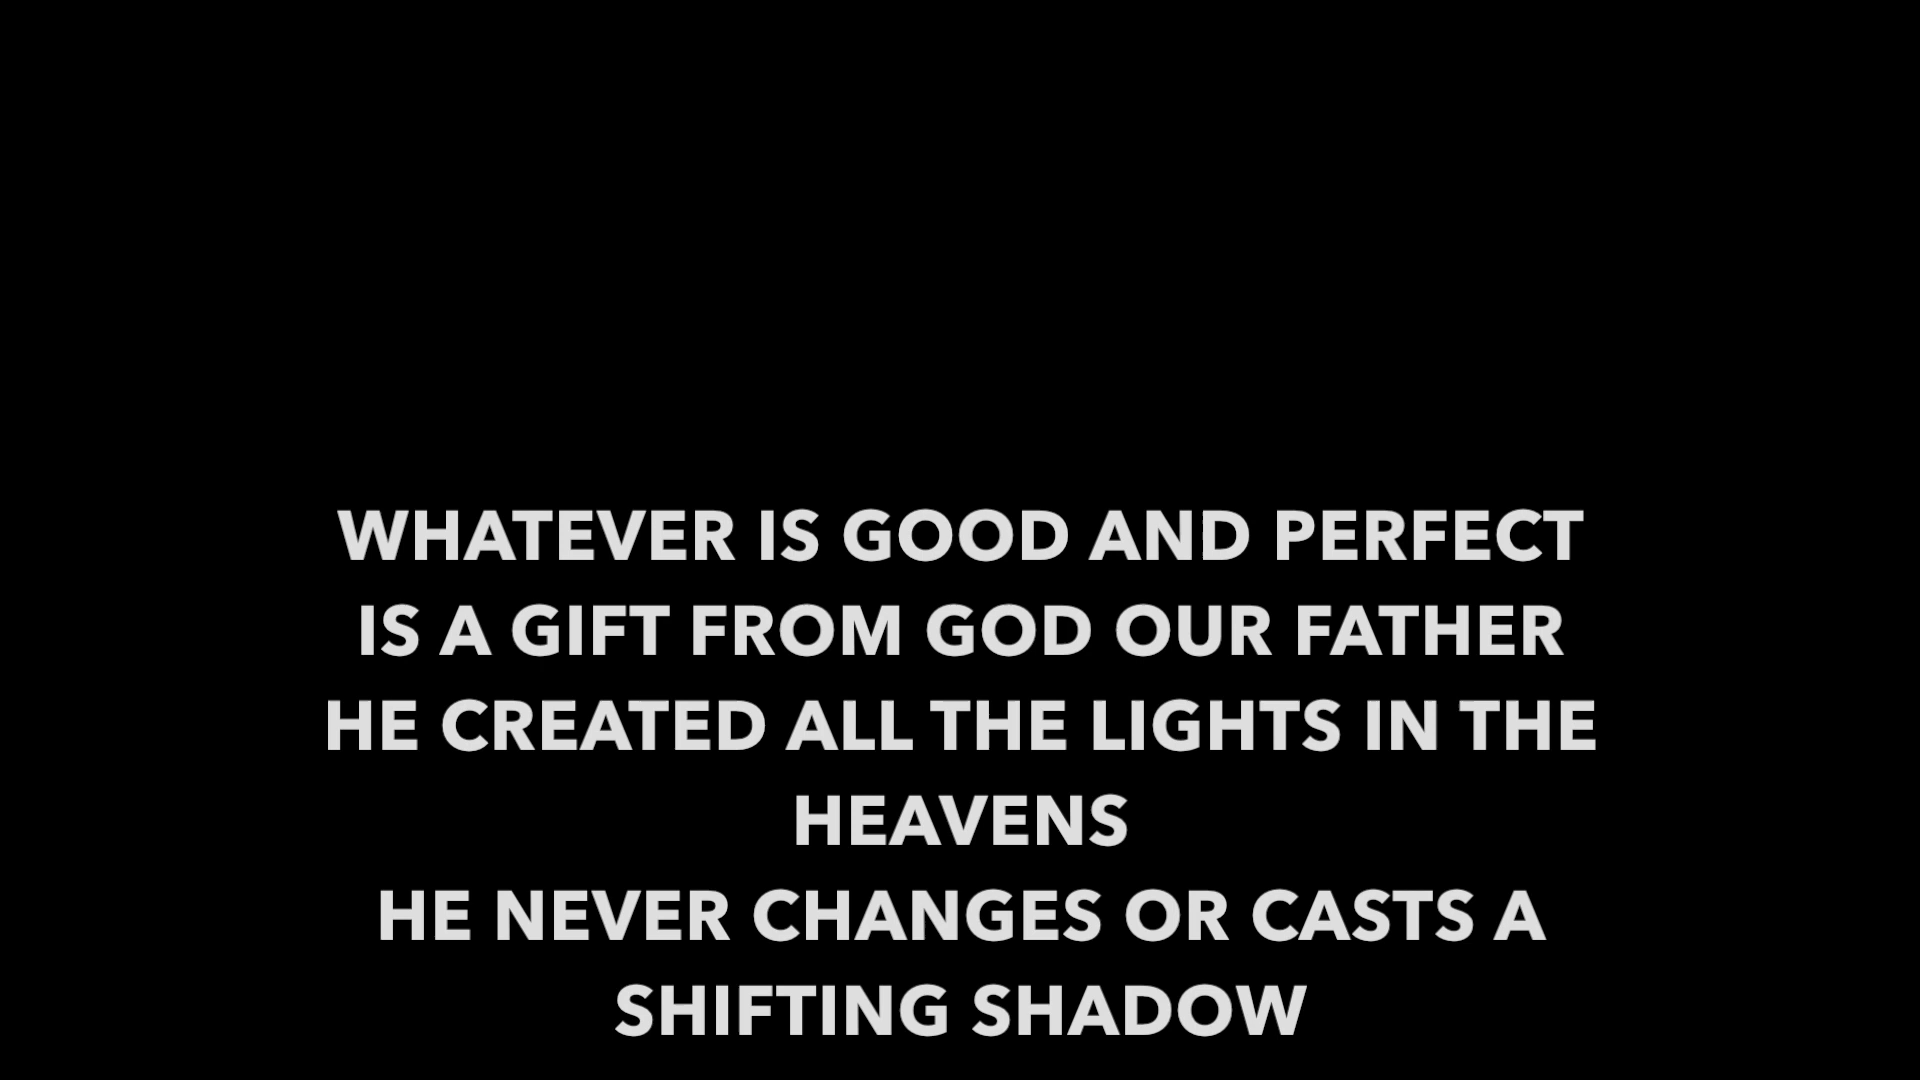 WHATEVER IS GOOD AND PERFECT
IS A GIFT FROM GOD OUR FATHER
HE CREATED ALL THE LIGHTS IN THE
HEAVENS
HE NEVER CHANGES OR CASTS A
SHIFTING SHADOW